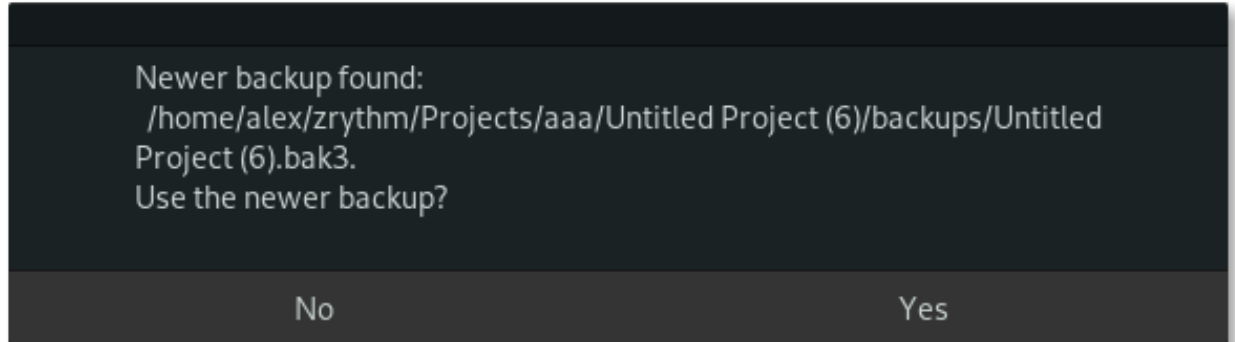 Newer backup found:
/home/alex/zrythm/Projects/aaa/Untitled Project (6)/backups/Untitled
Project (6).bak3.
Use the newer backup?
No
Yes